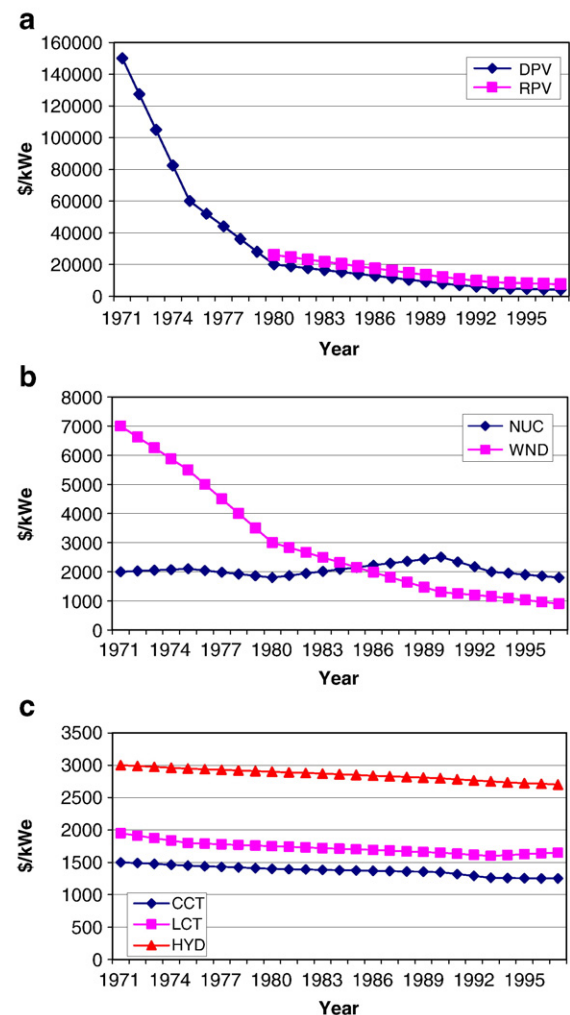 a
160000
140000
120000
100000
80000
60000
40000
20000
0
$/kWe
DPV
RPV
1971 1974 1977 1980 1983 1986 1989 1992 1995
Year
b
8000
7000
6000
5000
4000
3000
2000
1000
0
$/kWe
NUC
WND
1971 1974 1977 1980 1983 1986 1989 1992 1995
Year
c
3500
3000
2500
2000
1500
1000
500
0
$/kWe
CCT
LCT
HYD
1971 1974 1977 1980 1983 1986 1989 1992 1995
Year